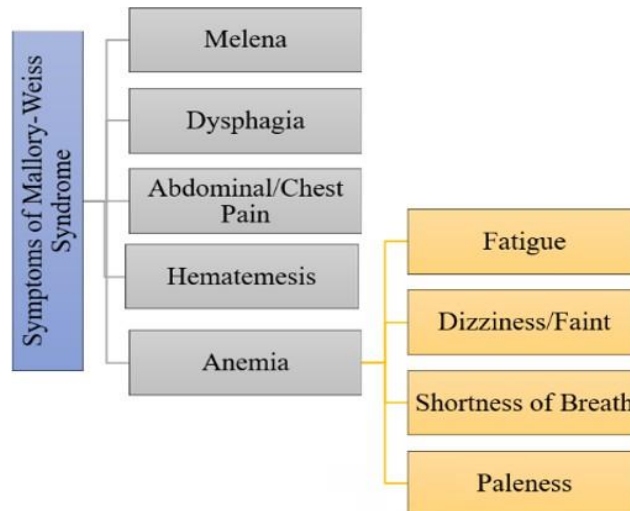 Symptoms of Mallory-Weiss
Syndrome
Melena
Dysphagia
Abdominal/Chest
Pain
Hematemesis
Anemia
Fatigue
Dizziness/Faint
Shortness of Breath
Paleness